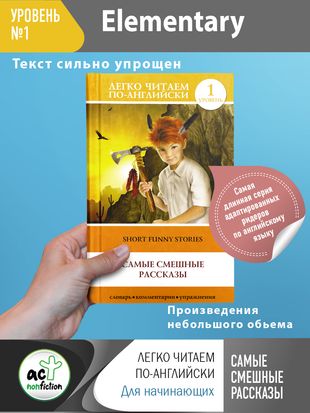 УРОВЕНЬ
№1
Elementary
Текст сильно упрощен
ЛЕГКО ЧИТАЕМ
ПО-АНГЛИЙСКИ
1
УРОВЕНЬ
Самая
длинная серия
адаптированных
ридеров
по английскому
языку
SHORT FUNNY STORIES
САМЫЕ СМЕШНЫЕ
РАССКАЗЫ
словарь • комментарии • упражнения
Произведения
небольшого обьема
act
nonfiction
ЛЕГКО ЧИТАЕМ
ПО-АНГЛИЙСКИ
Для начинающих
САМЫЕ
СМЕШНЫЕ
РАССКАЗЫ